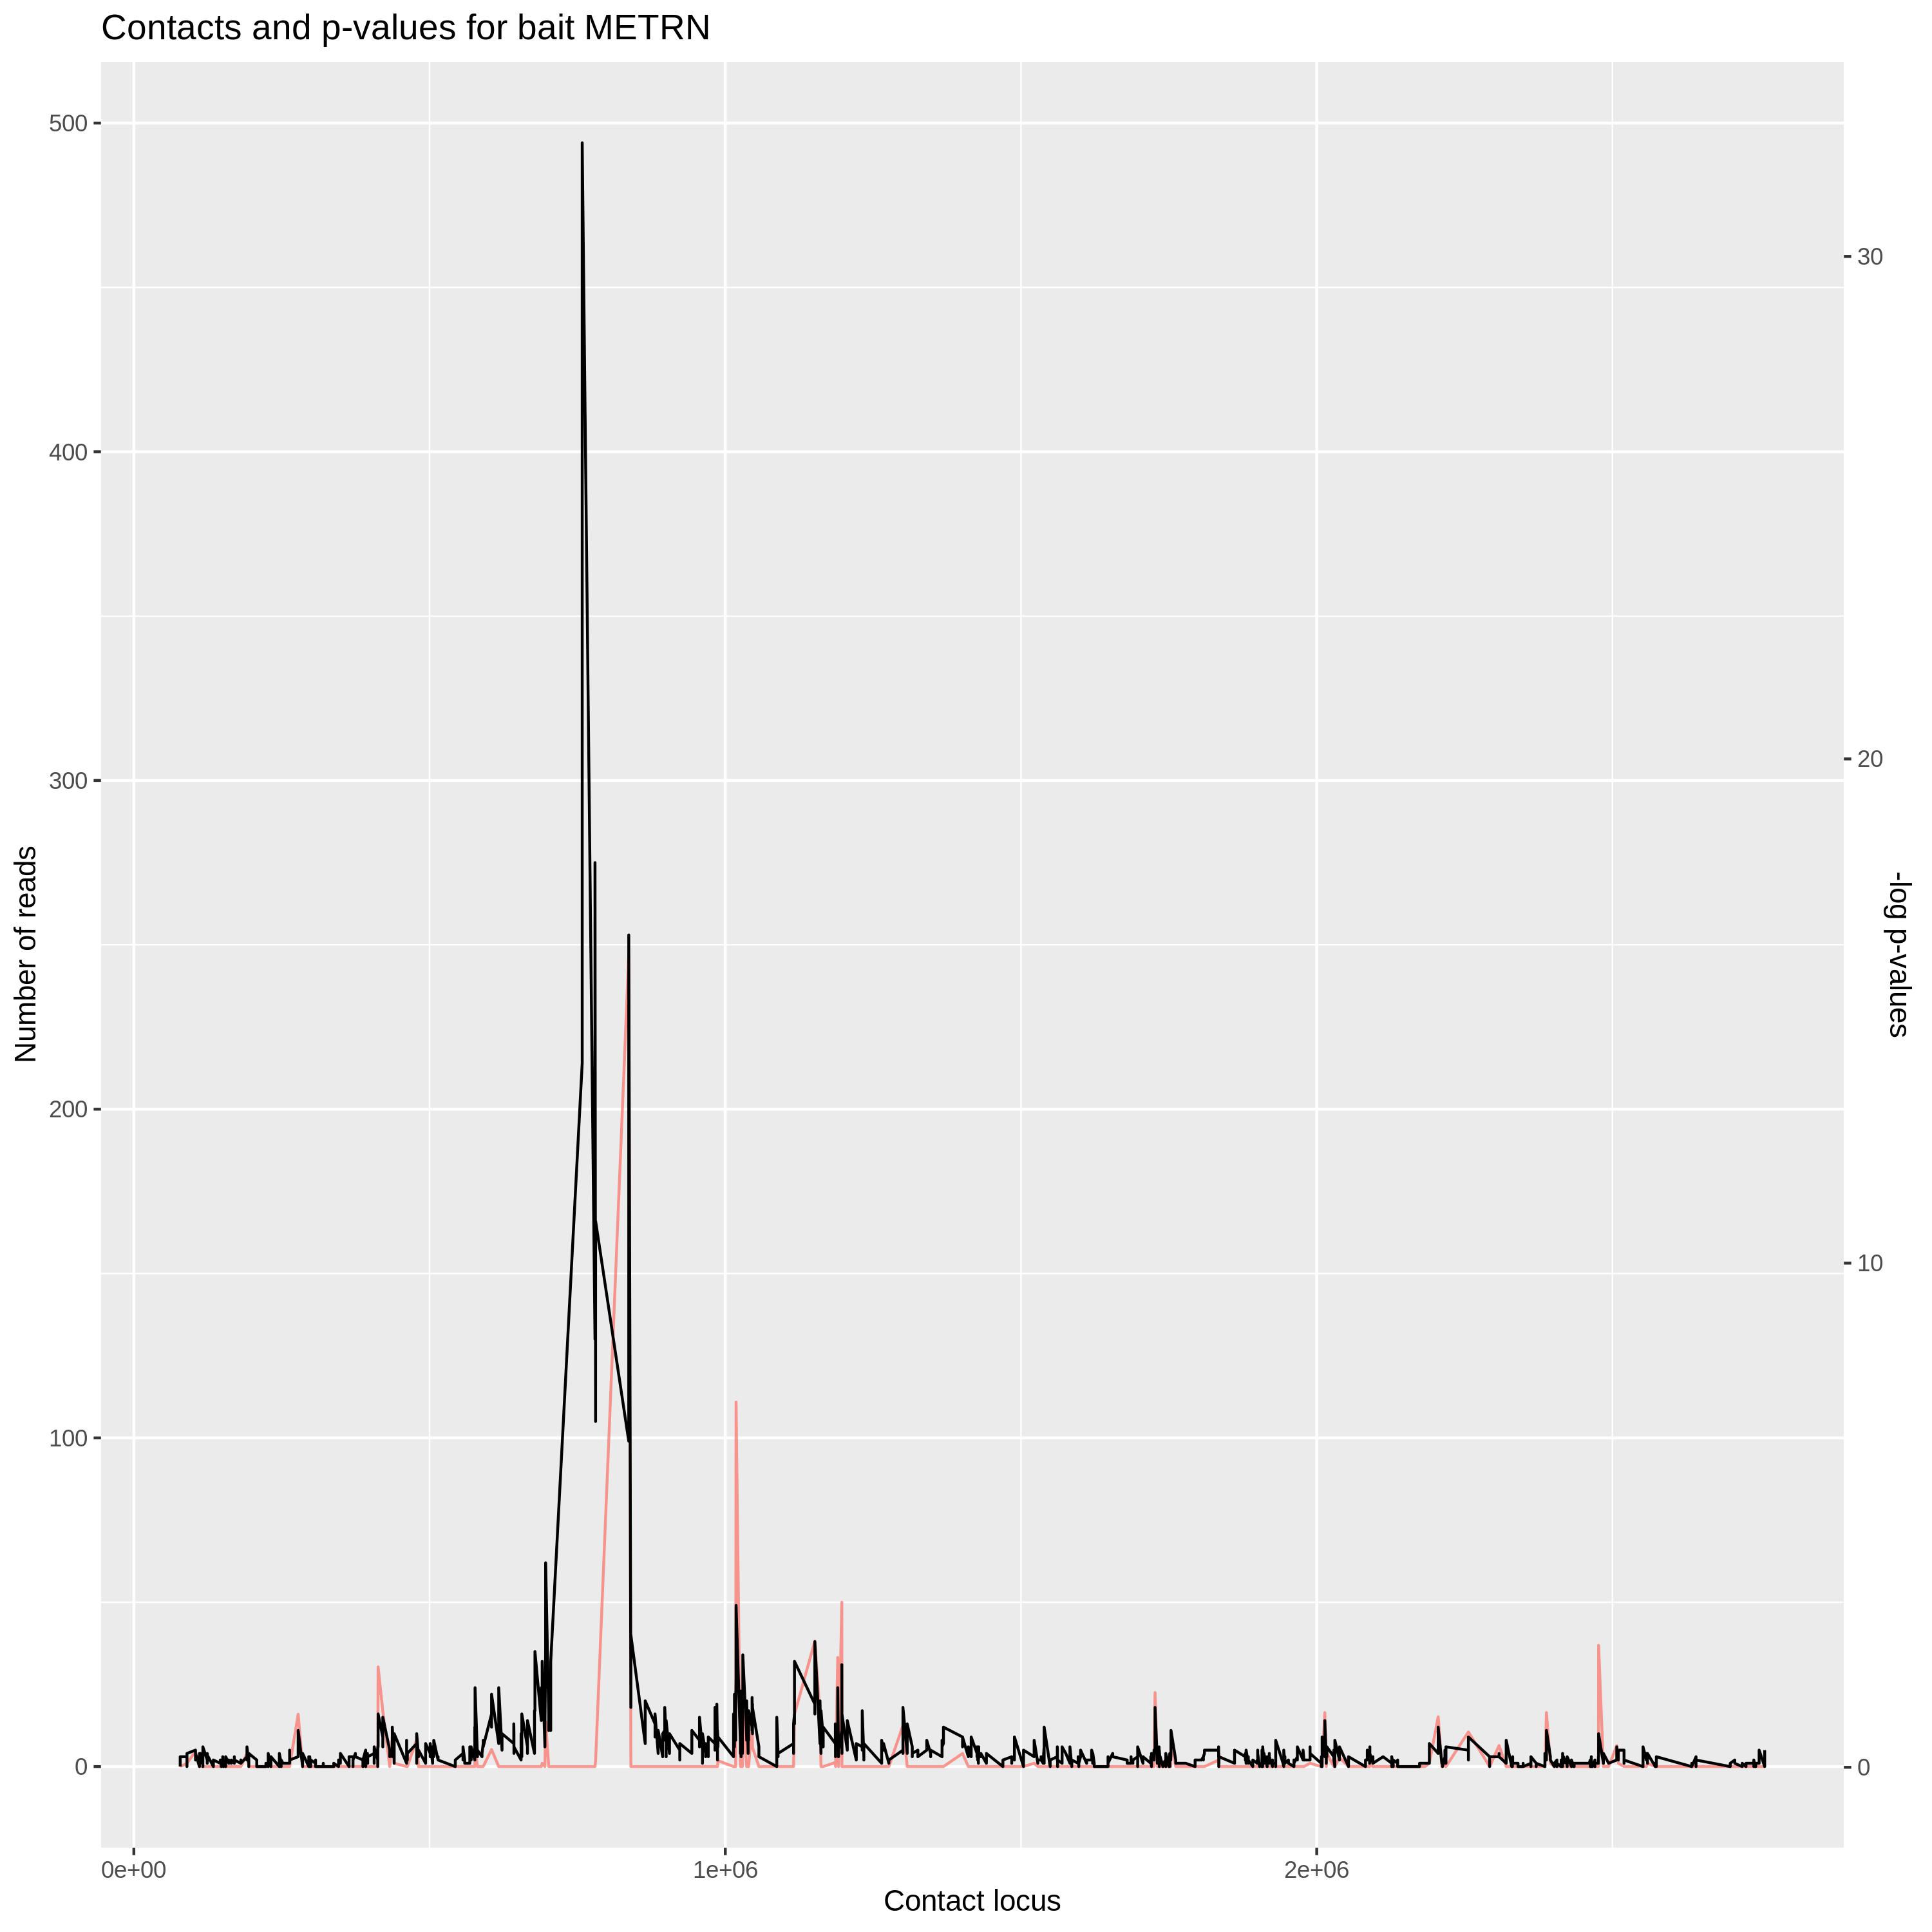 Contacts and p-values for bait METRN
500
400
300
200
100
0
Number of reads
30
20
10
0
-log p-values
0e+00
1e+06
2e+06
Contact locus